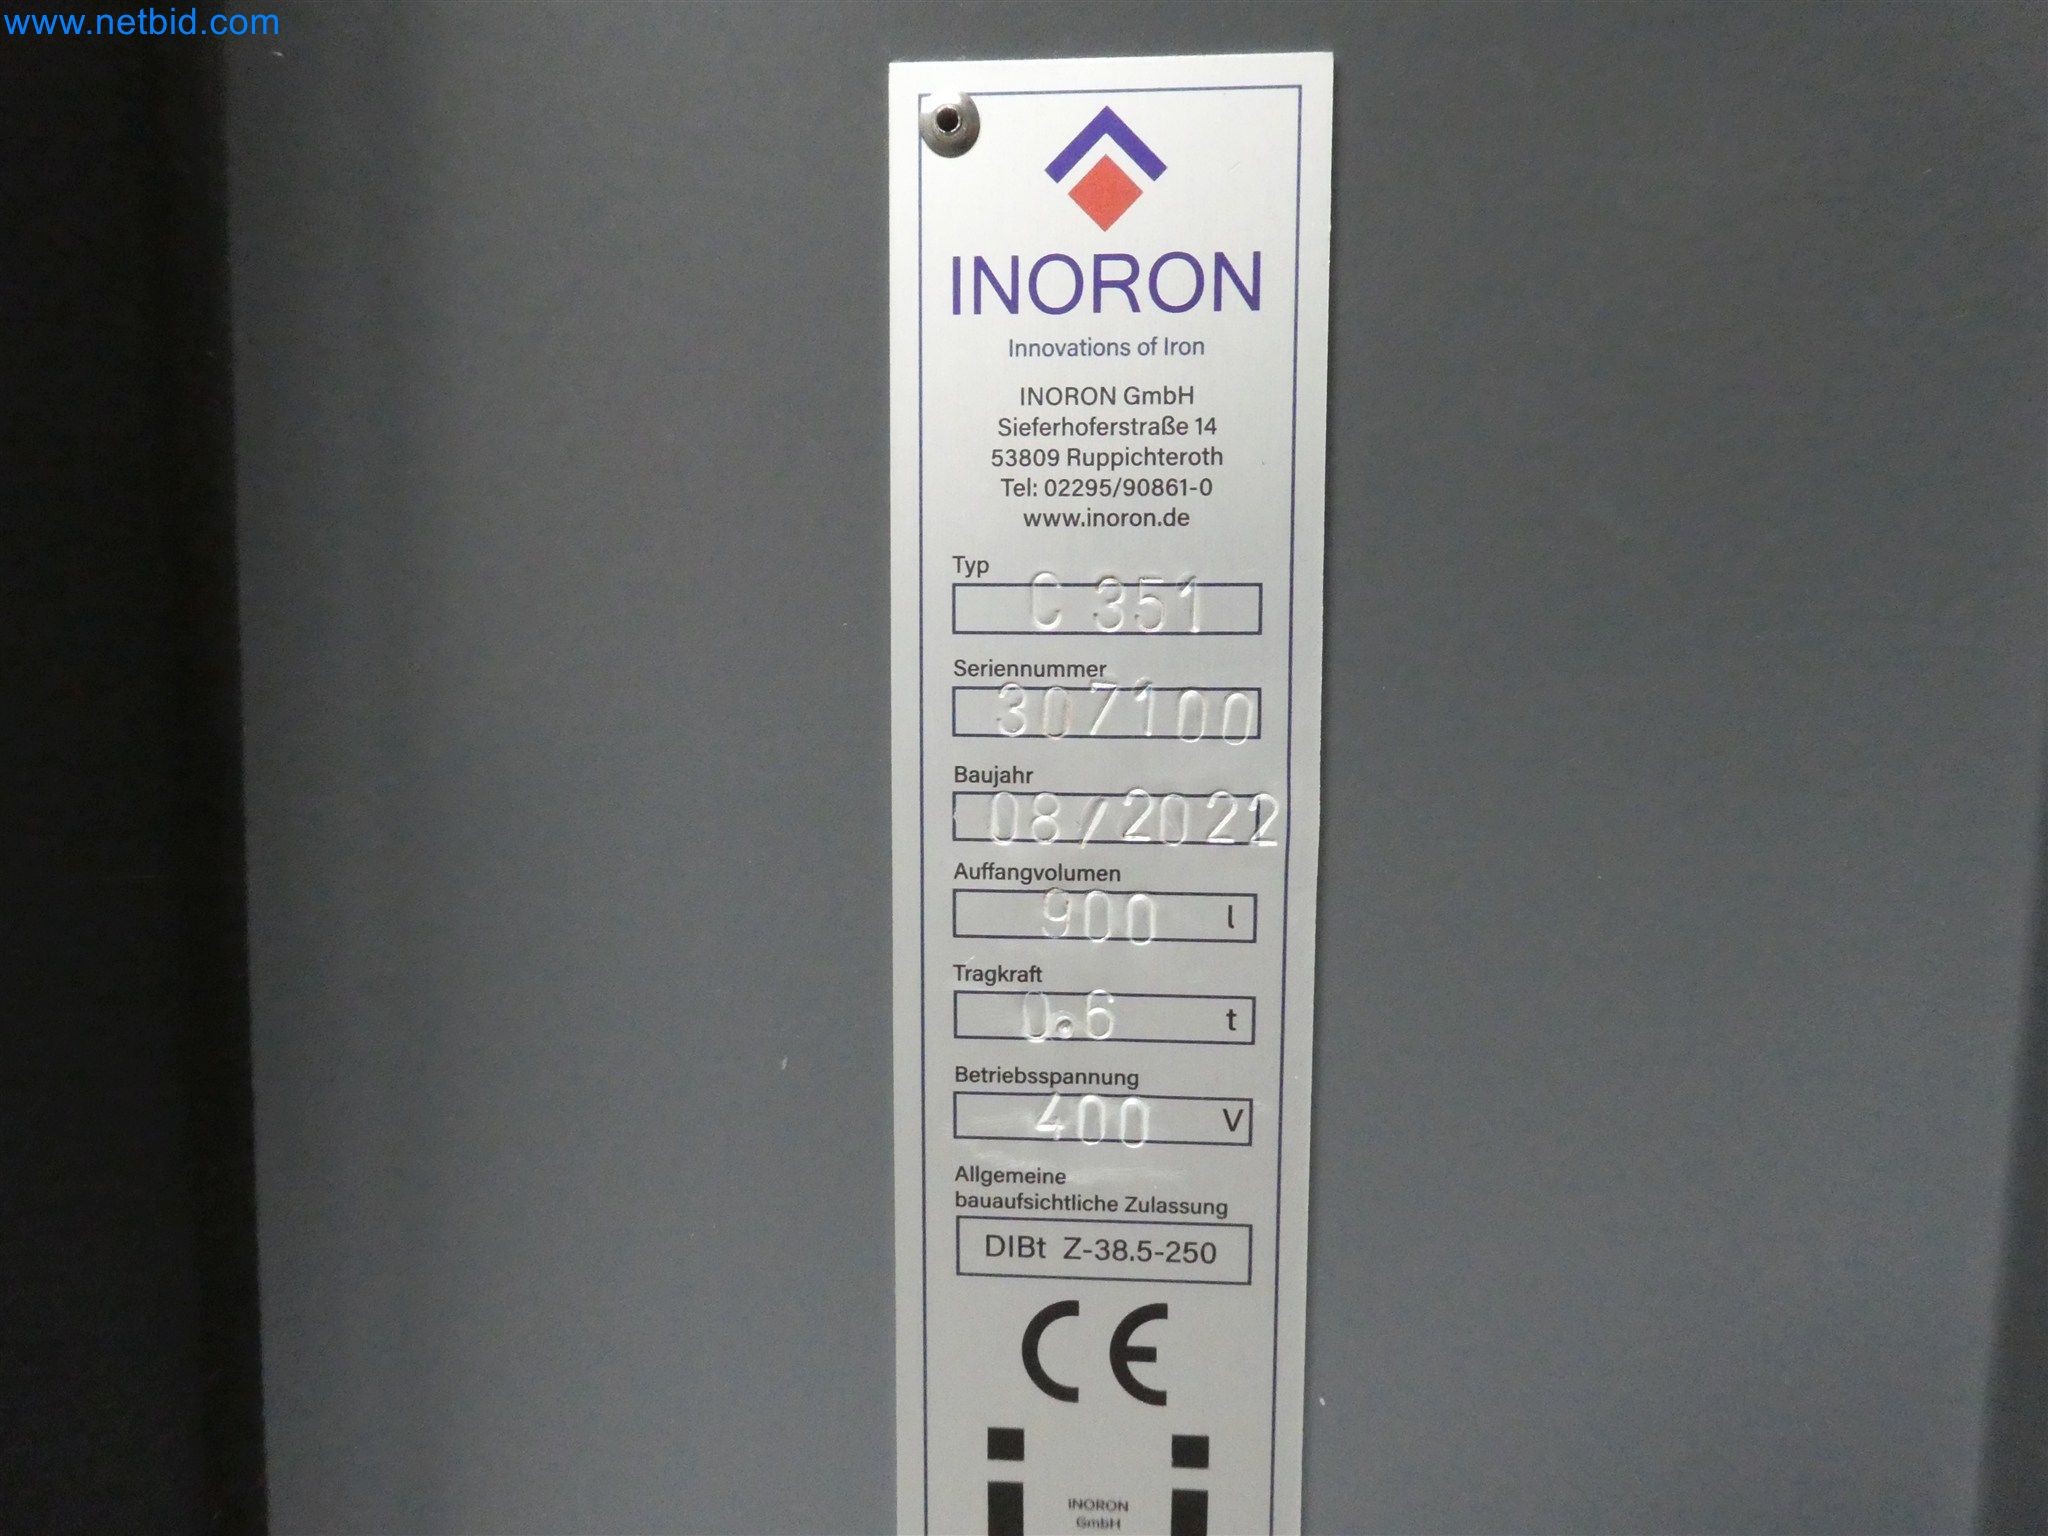 www.netbid.com
INORON
Innovations of Iron
INORON GmbH
Sieferhoferstraße 14
53809 Ruppichteroth
Tel: 02295/90861-0
www.inoron.de
Typ
C 351
Seriennummer
307100
Baujahr
08/2022
Auffangvolumen
900 l
Tragkraft
0.6 t
Betriebsspannung
400 V
Allgemeine
bauaufsichtliche Zulassung
DIBt Z-38.5-250
CE
INORON
GmbH